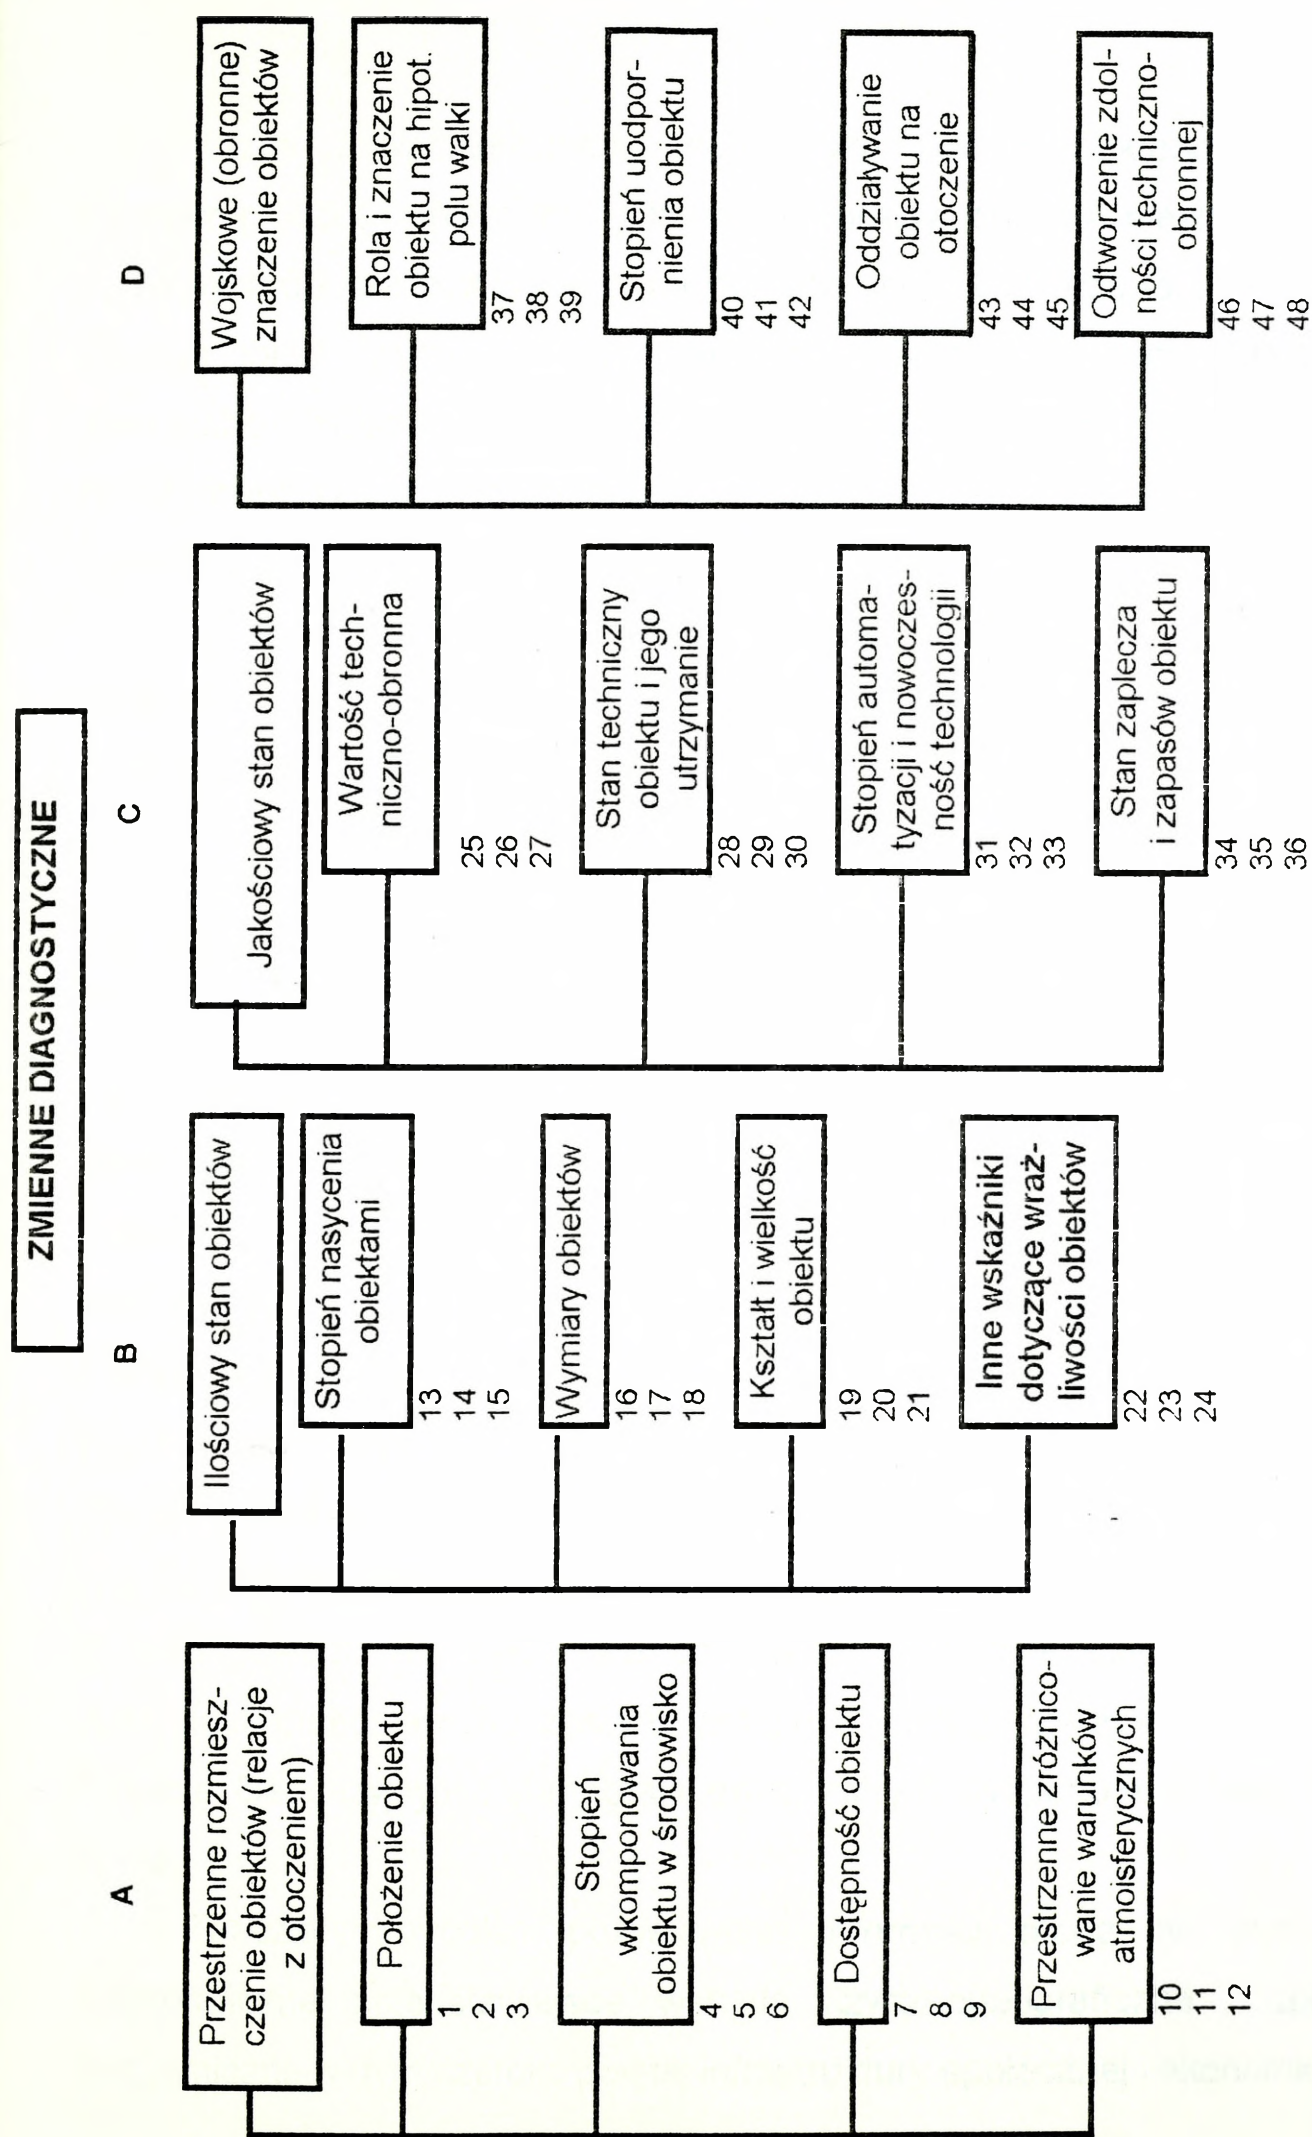 ZMIENNE DIAGNOSTYCZNE
A
Przestrzenne rozmiesz-
czenie obiektów (relacje
z otoczeniem)
Położenie obiektu
1
2
3
Stopień
wkomponowania
obiektu w środowisko
4
5
6
Dostępność obiektu
7
8
9
Przestrzenne zróżnico-
wanie warunków
atmoisferycznych
10
11
12
B
Ilościowy stan obiektów
Stopień nasycenia
obiektami
13
14
15
Wymiary obiektów
16
17
18
Kształt i wielkość
obiektu
19
20
21
Inne wskaźniki
dotyczące wraż-
liwości obiektów
22
23
24
C
Jakościowy stan obiektów
Wartość tech-
niczno-obronna
25
26
27
Stan techniczny
obiektu i jego
utrzymanie
28
29
30
Stopień automa-
tyzacji i nowoczes-
ność technologii
31
32
33
Stan zaplecza
i zapasów obiektu
34
35
36
D
Wojskowe (obronne)
znaczenie obiektów
Rola i znaczenie
obiektu na hipot.
polu walki
37
38
39
Stopień uodpor-
nienia obiektu
40
41
42
Oddziaływanie
obiektu na
otoczenie
43
44
45
Odtworzenie zdol-
ności techniczno-
obronnej
46
47
48